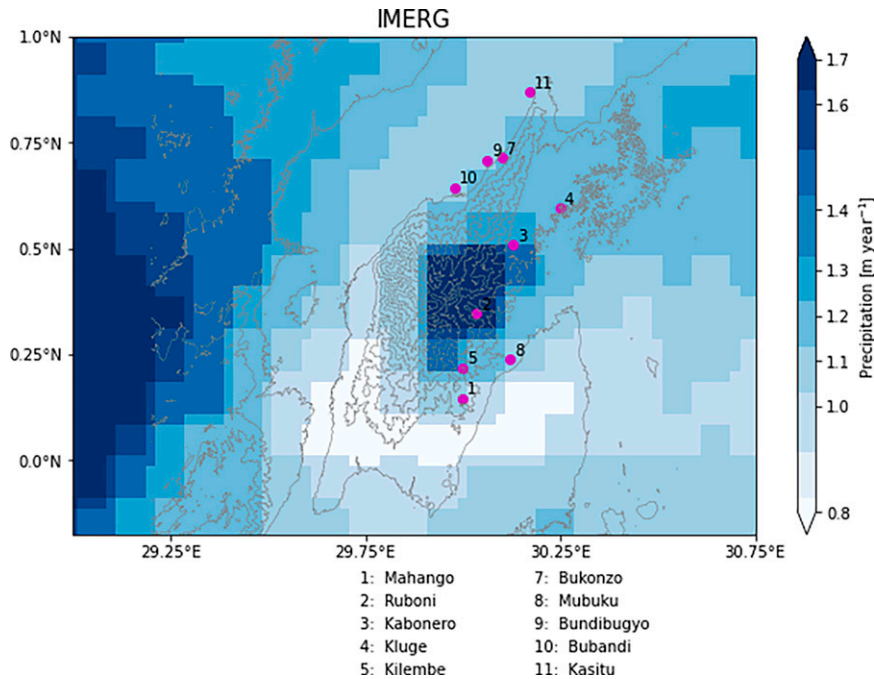 IMERG
1.0°N
0.75°N
0.5°N
0.25°N
0.0°N
29.25°E
29.75°E
30.25°E
30.75°E
11
9
7
10
4
3
2
8
5
1
1.7
1.6
1.4
1.3
1.2
1.1
1.0
0.8
Precipitation [m year⁻¹]
1: Mahango
2: Ruboni
3: Kabonero
4: Kluge
5: Kilembe
7: Bukonzo
8: Mubuku
9: Bundibugyo
10: Bubandi
11: Kasitu